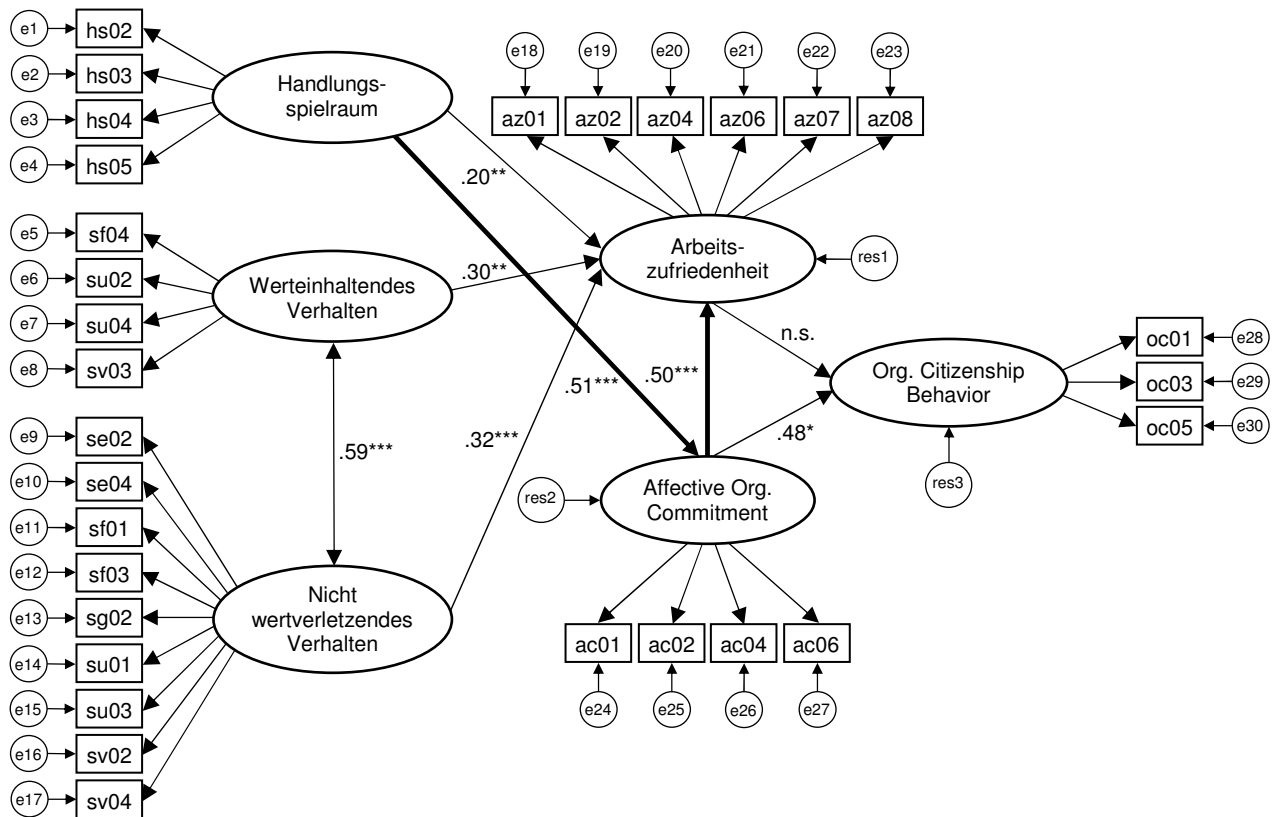 e1
hs02
e2
hs03
e3
hs04
e4
hs05
Handlungs-
spielraum
e5
sf04
e6
su02
e7
su04
e8
sv03
Werteinhaltendes
Verhalten
e9
se02
e10
se04
e11
sf01
e12
sf03
e13
sg02
e14
su01
e15
su03
e16
sv02
e17
sv04
Nicht
wertverletzendes
Verhalten
.59***
.20**
.30**
.32***
.51***
.50***
e18
e19
e20
e21
e22
e23
az01
az02
az04
az06
az07
az08
Arbeits-
zufriedenheit
res1
n.s.
.48*
res2
Affective Org.
Commitment
ac01
ac02
ac04
ac06
e24
e25
e26
e27
Org. Citizenship
Behavior
res3
oc01
e28
oc03
e29
oc05
e30